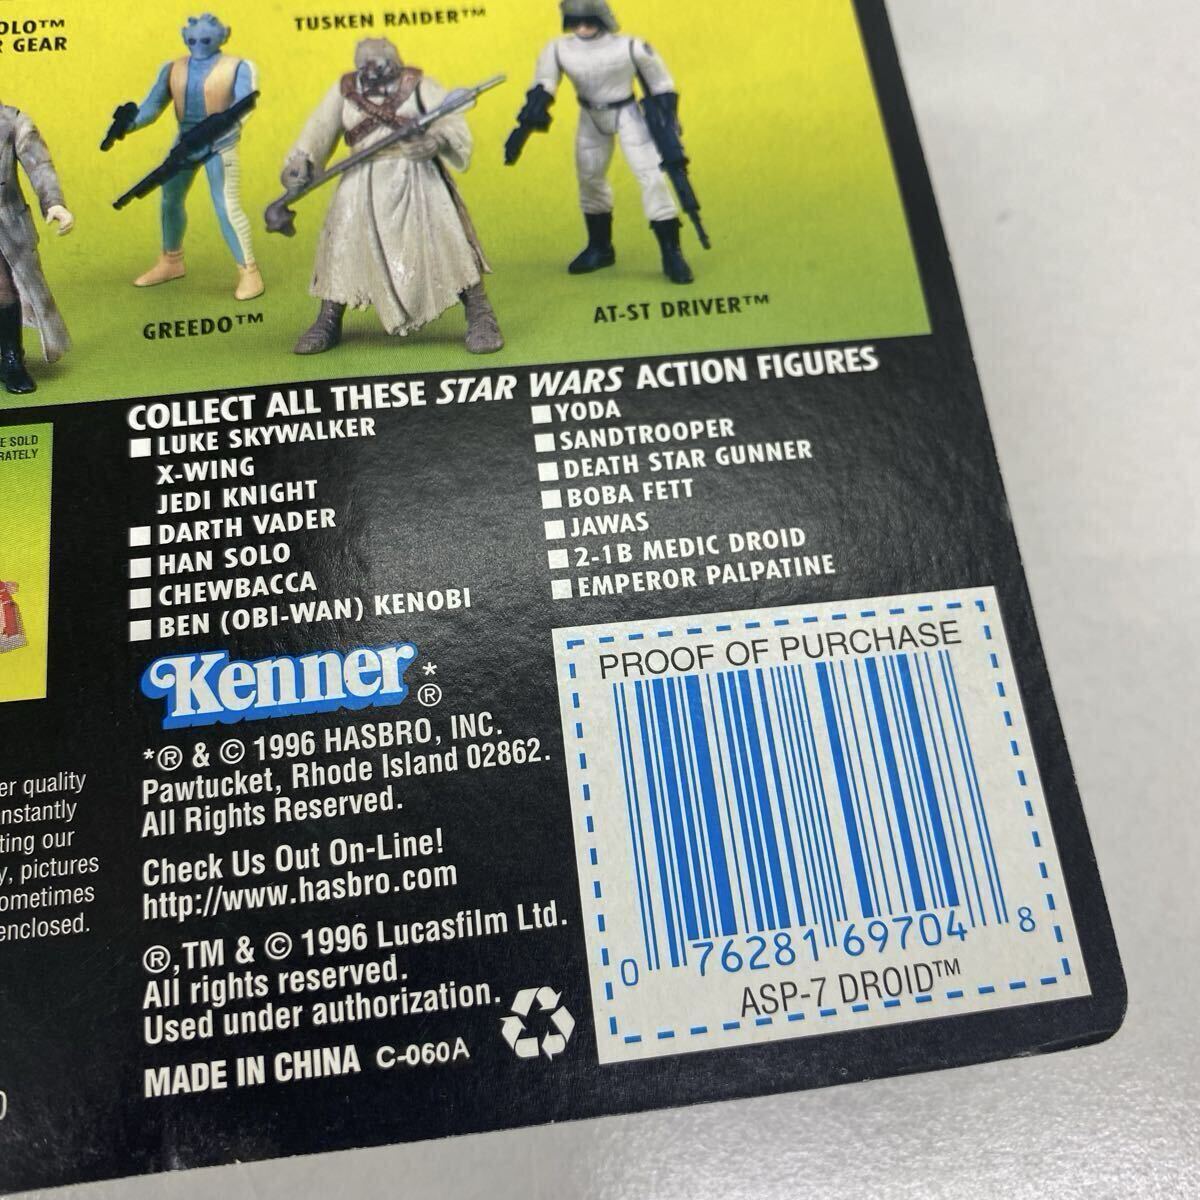 OLO™
R GEAR
TUSKEN RAIDER™
GREEDO™
AT-ST DRIVER™
COLLECT ALL THESE STAR WARS ACTION FIGURES
LUKE SKYWALKER
X-WING
JEDI KNIGHT
DARTH VADER
HAN SOLO
CHEWBACCA
BEN (OBI-WAN) KENOBI
YODA
SANDTROOPER
DEATH STAR GUNNER
BOBA FETT
JAWAS
2-1B MEDIC DROID
EMPEROR PALPATINE
E SOLD
RATELY
er quality
nstantly
ting our
y, pictures
ometimes
enclosed.
Kenner*®
*® & © 1996 HASBRO, INC.
Pawtucket, Rhode Island 02862.
All Rights Reserved.
Check Us Out On-Line!
http://www.hasbro.com
®,TM & © 1996 Lucasfilm Ltd.
All rights reserved.
Used under authorization.
MADE IN CHINA C-060A
PROOF OF PURCHASE
0 76281 69704 8
ASP-7 DROID™